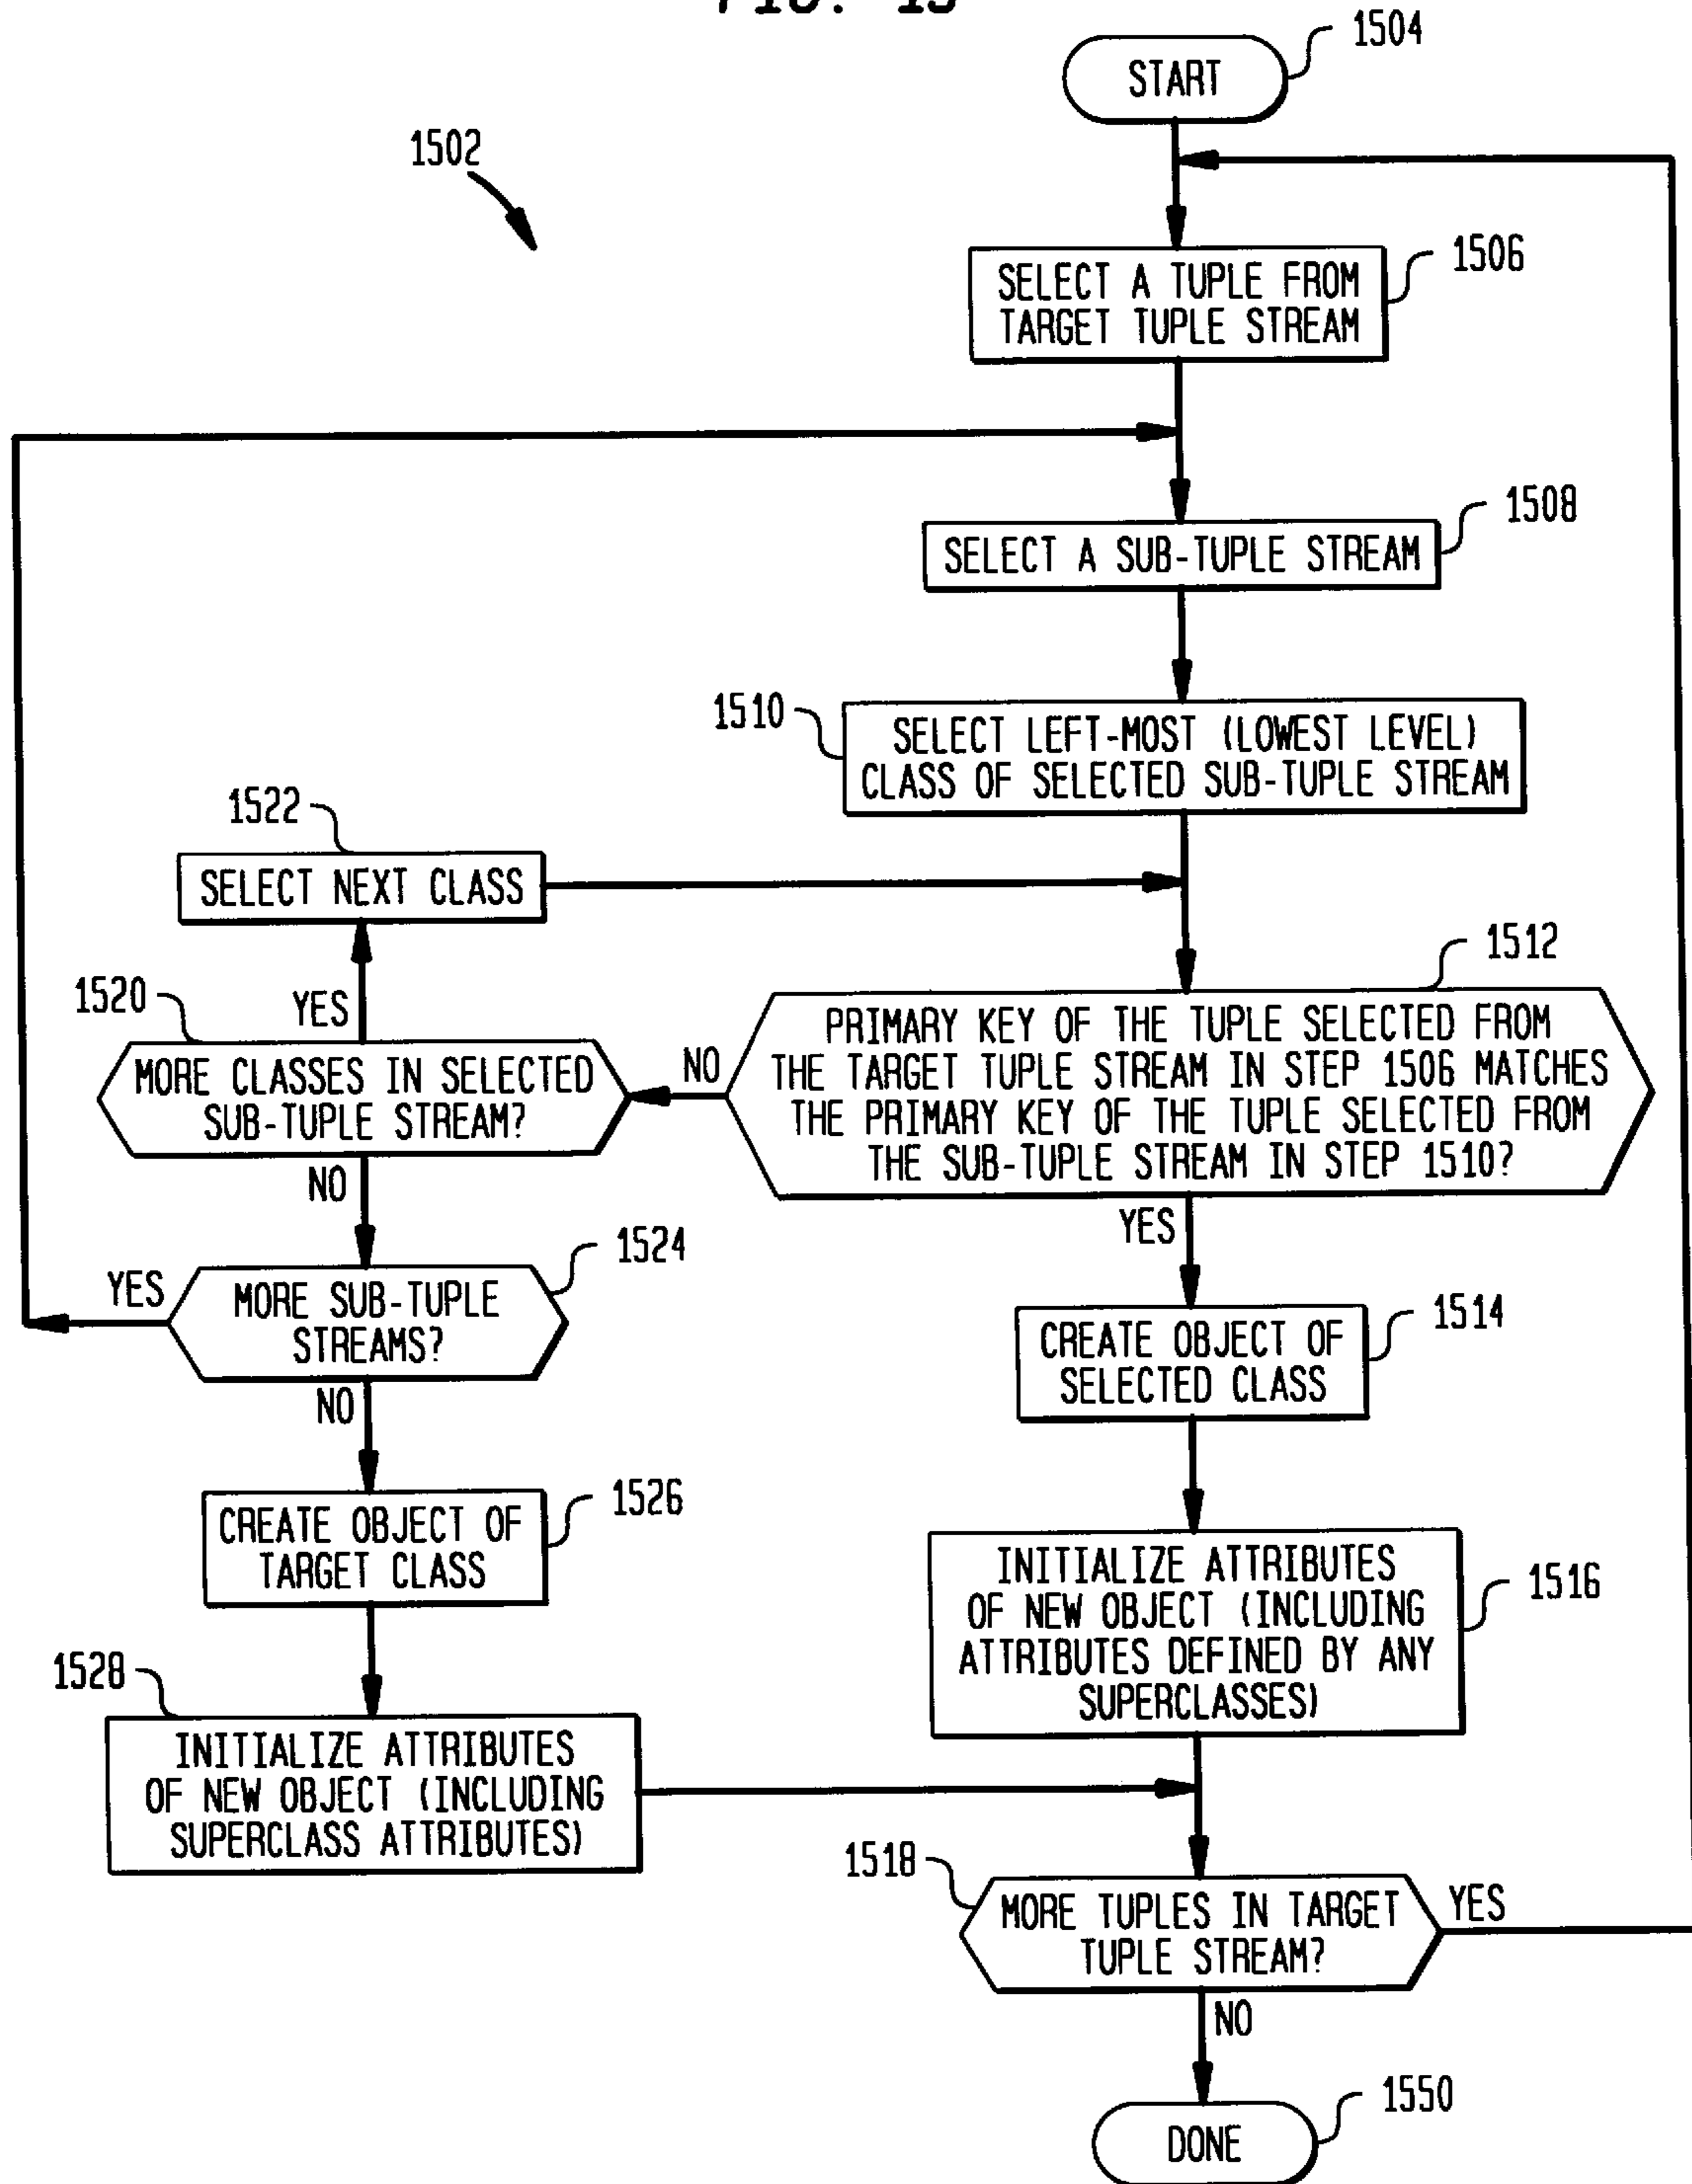 FIG. 15
1504
START
1502
1506
SELECT A TUPLE FROM
TARGET TUPLE STREAM
1508
SELECT A SUB-TUPLE STREAM
1510
SELECT LEFT-MOST (LOWEST LEVEL)
CLASS OF SELECTED SUB-TUPLE STREAM
1522
SELECT NEXT CLASS
1512
PRIMARY KEY OF THE TUPLE SELECTED FROM
THE TARGET TUPLE STREAM IN STEP 1506 MATCHES
THE PRIMARY KEY OF THE TUPLE SELECTED FROM
THE SUB-TUPLE STREAM IN STEP 1510?
1520
YES
NO
MORE CLASSES IN SELECTED
SUB-TUPLE STREAM?
NO
YES
1524
YES
MORE SUB-TUPLE
STREAMS?
NO
1514
CREATE OBJECT OF
SELECTED CLASS
1526
CREATE OBJECT OF
TARGET CLASS
1516
INITIALIZE ATTRIBUTES
OF NEW OBJECT (INCLUDING
ATTRIBUTES DEFINED BY ANY
SUPERCLASSES)
1528
INITIALIZE ATTRIBUTES
OF NEW OBJECT (INCLUDING
SUPERCLASS ATTRIBUTES)
1518
MORE TUPLES IN TARGET
TUPLE STREAM?
YES
NO
1550
DONE